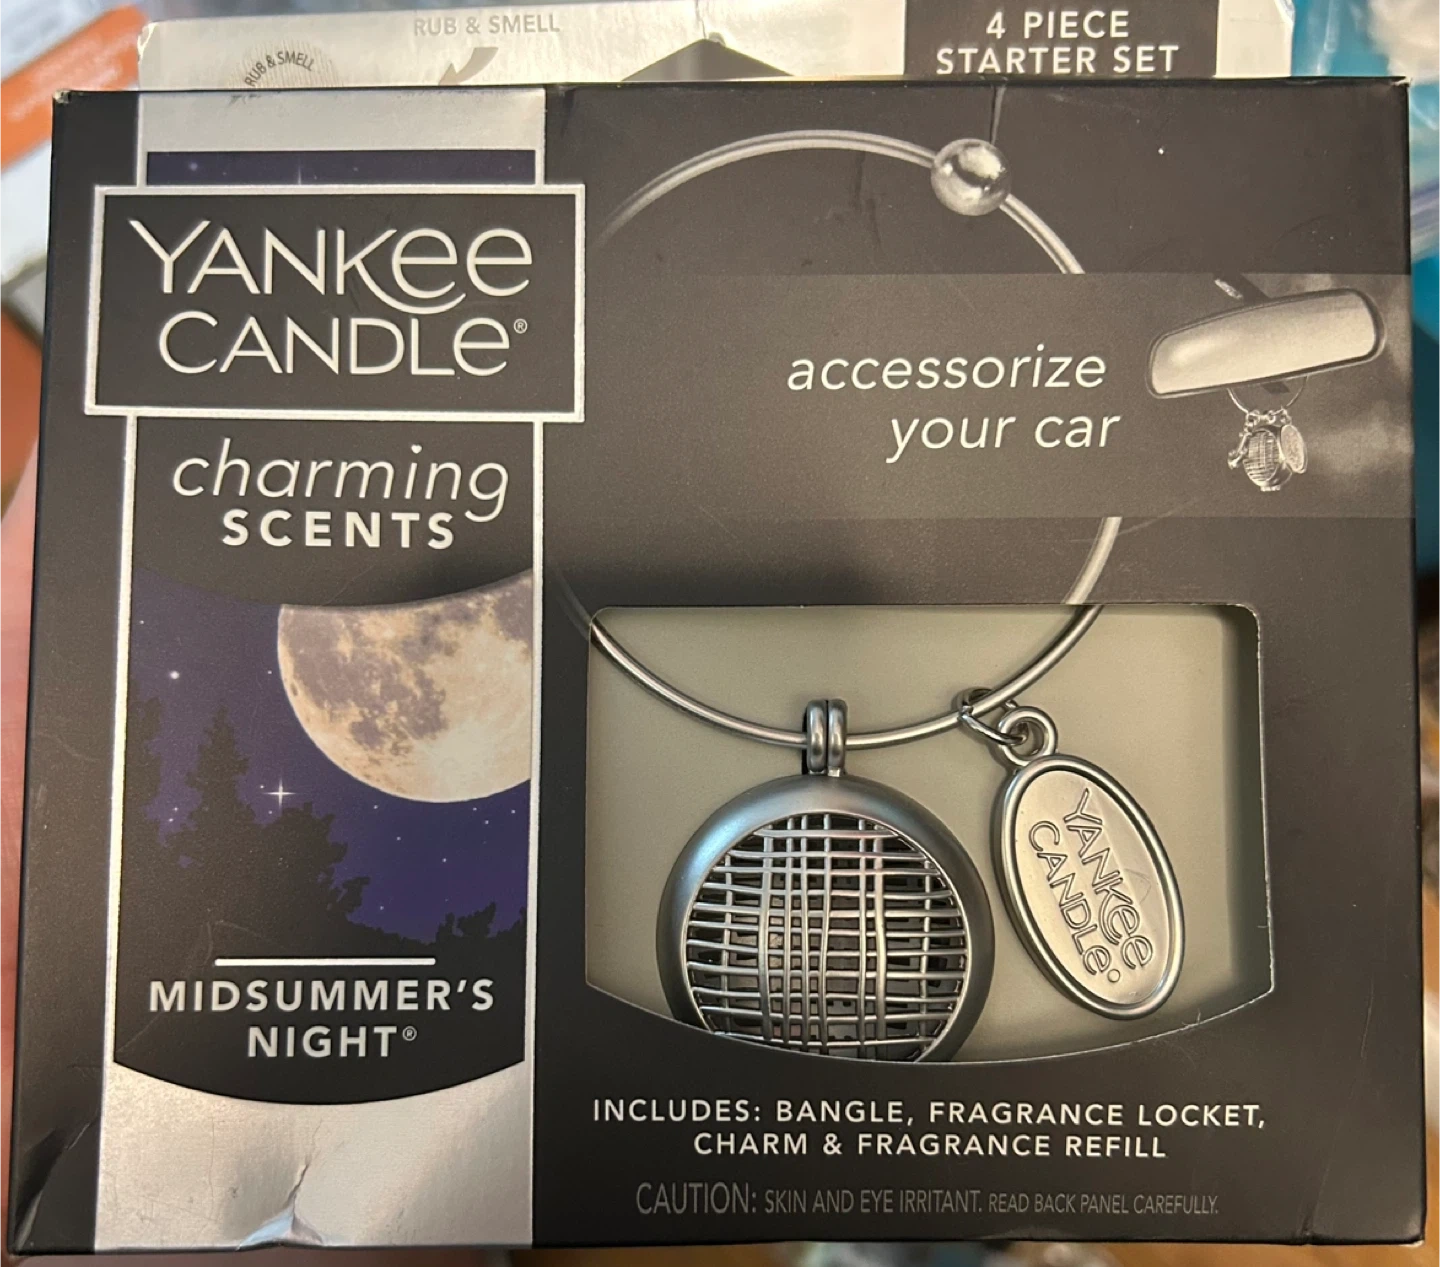 RUB & SMELL
RUB & SMELL
4 PIECE
STARTER SET
YANKEE
CANDLE®
charming
SCENTS
accessorize
your car
YANKEE
CANDLE®
MIDSUMMER'S
NIGHT®
INCLUDES: BANGLE, FRAGRANCE LOCKET,
CHARM & FRAGRANCE REFILL
CAUTION: SKIN AND EYE IRRITANT. READ BACK PANEL CAREFULLY.